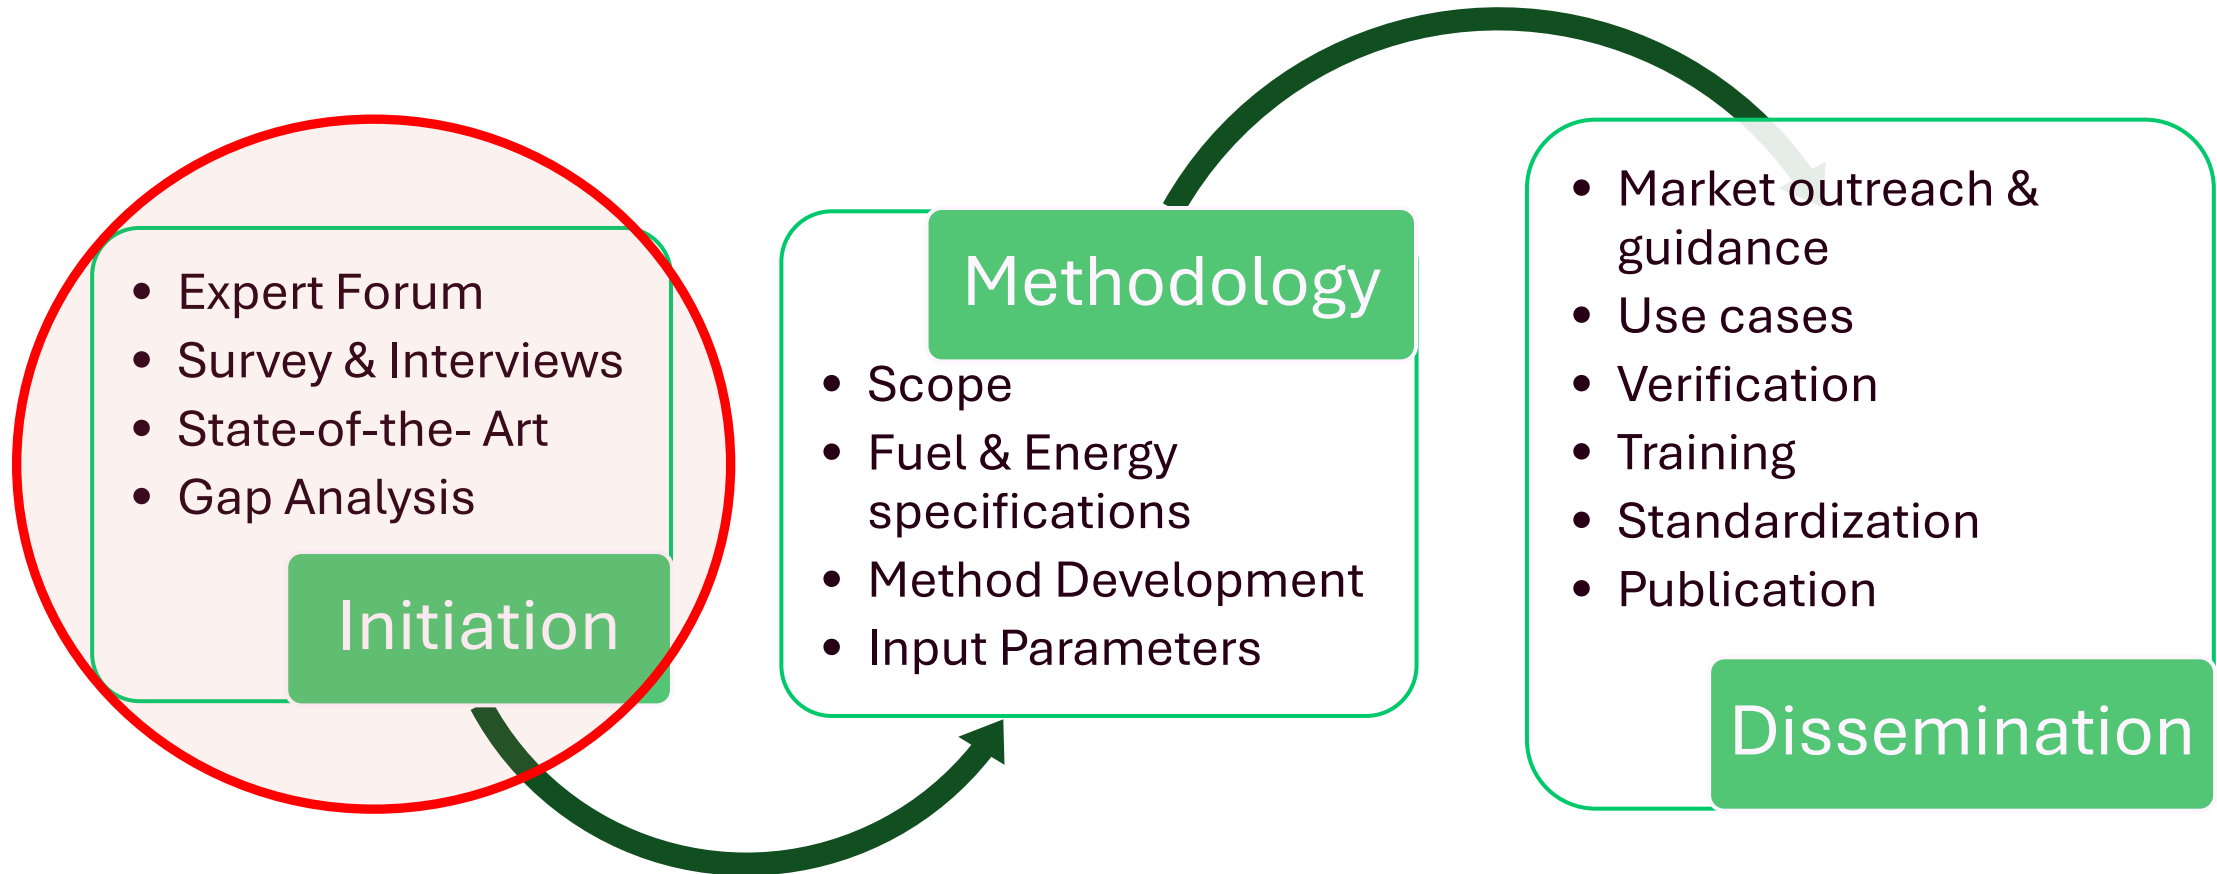 • Expert Forum
• Survey & Interviews
• State-of-the- Art
• Gap Analysis
Initiation
Methodology
• Scope
• Fuel & Energy
specifications
• Method Development
• Input Parameters
• Market outreach &
guidance
• Use cases
• Verification
• Training
• Standardization
• Publication
Dissemination